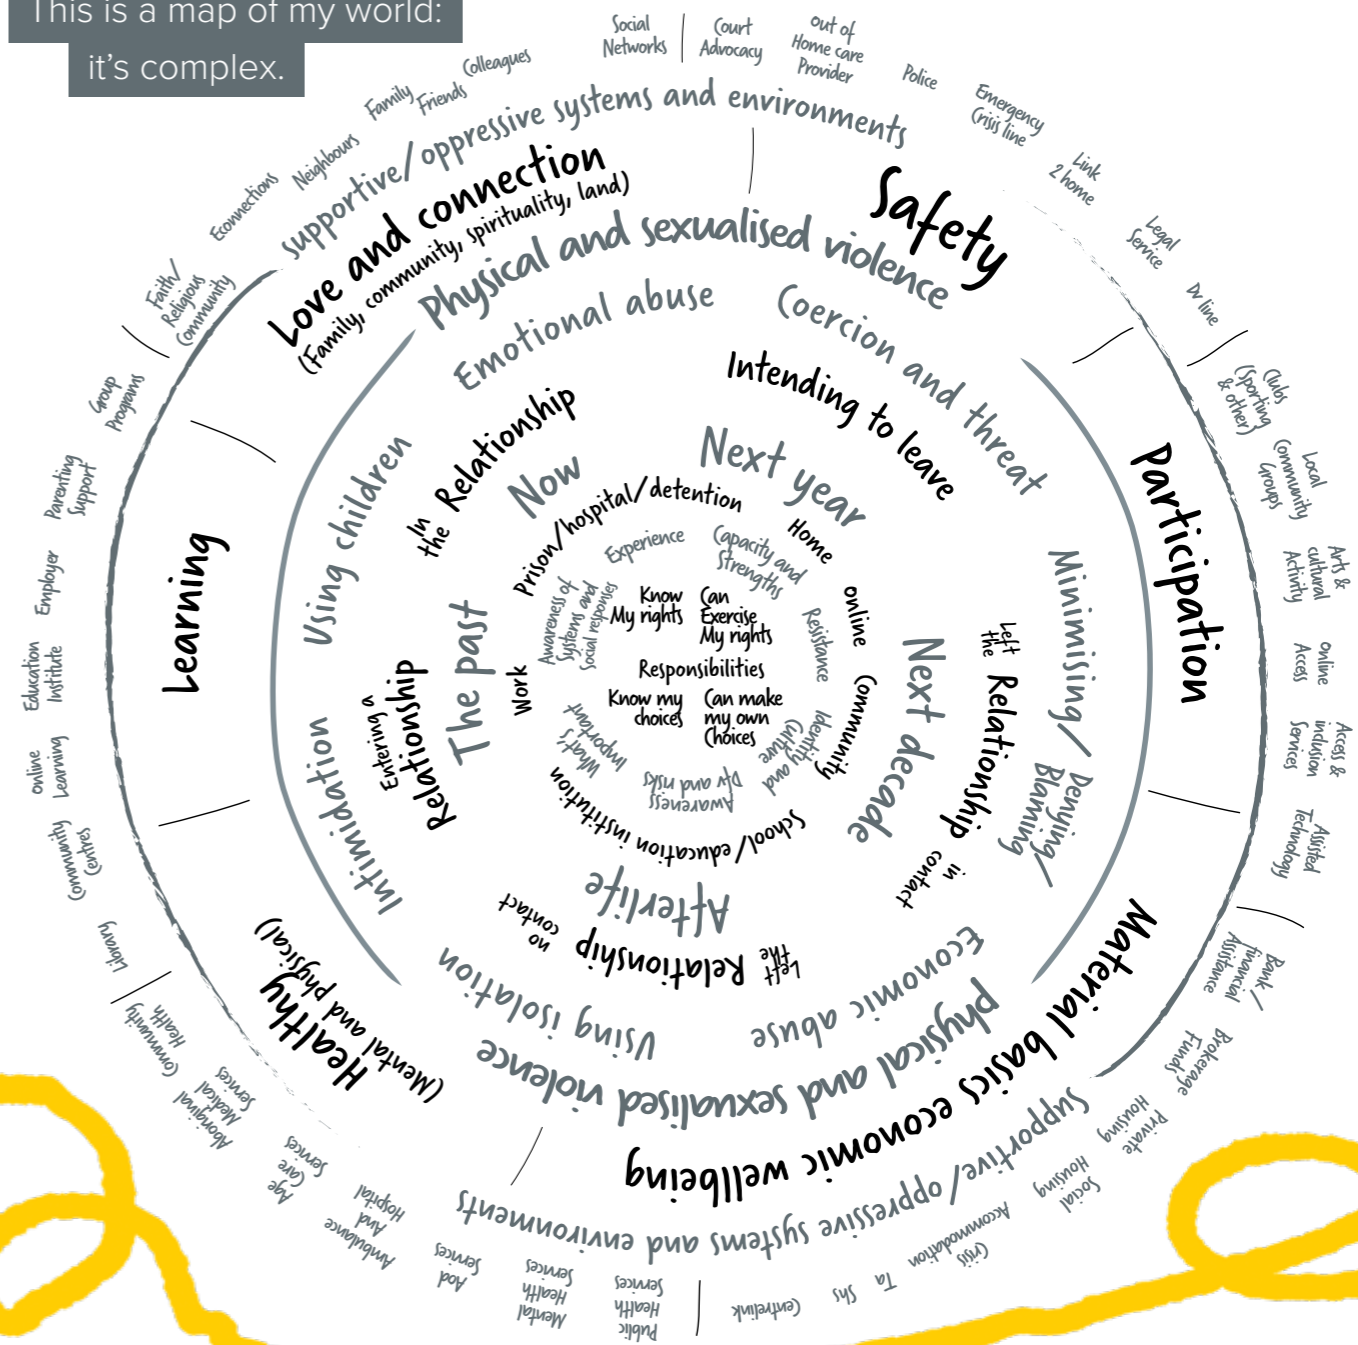 This is a map of my world:
it's complex.
Social
Networks
Court
Advocacy
Out of
Home care
Provider
Police
Emergency
Crisis line
Link
2 home
Legal
Service
Dv line
Clubs
(Sporting
& other)
Local
Community
Groups
Arts &
cultural
Activity
Online
Access
Access &
inclusion
Services
Assisted
Technology
Bank/
financial
Assistance
Brokerage
Funds
Private
Housing
Social
Housing
Crisis
Accommodation
Ta
Shs
Centrelink
Public
Health
Services
Mental
Health
Services
Aod
Services
Ambulance
And
Hospital
Age
Care
Services
Aboriginal
Medical
Services
Community
Health
Library
Community
Centres
Online
Learning
Education
Institute
Employer
Parenting
Support
Group
Programs
Faith/
Religious
Community
Econnections
Neighbours
Family
Friends
Colleagues
supportive/oppressive systems and environments
Supportive/oppressive systems and environments
Love and connection
(Family, community, spirituality, land)
Safety
Participation
Material basics economic wellbeing
Healthy
(Mental and physical)
Learning
Physical and sexualised violence
physical and sexualised violence
Emotional abuse
Coercion and threat
Minimising/
Denying/
Blaming
Economic abuse
Using isolation
Intimidation
Using children
In
the Relationship
Intending to leave
Left
the Relationship
in
contact
Left
the Relationship
no
contact
Entering a
Relationship
Now
Next year
Next decade
Afterlife
The past
Prison/hospital/detention
Home
online
Community
School/education institution
Work
Experience
Capacity and
Strengths
Resistance
Identity and
Culture
Awareness
Dfv and risks
What's
Important
Awareness of
Systems and
Social responses
Know
My rights
Can
Exercise
My rights
Responsibilities
Know my
choices
Can make
my own
Choices